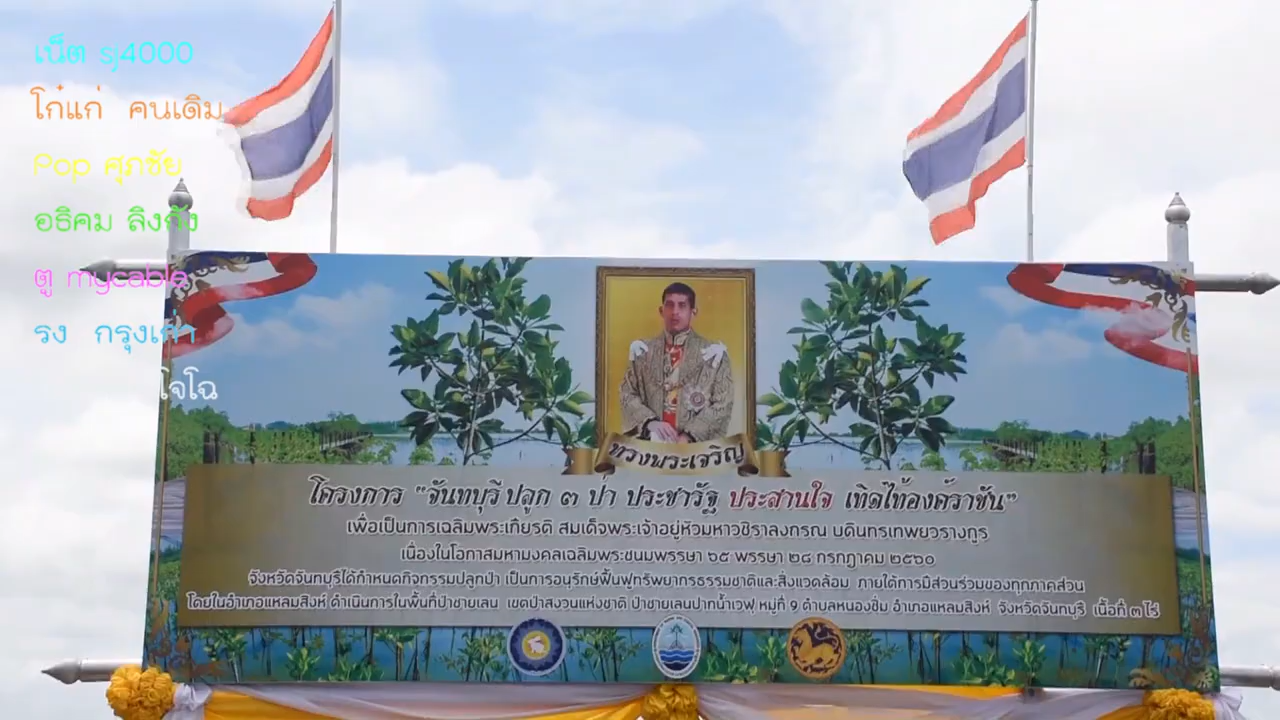 เน็ต sj4000
โก๋แก่ คนเดิม
Pop ศุภชัย
อธิคม ลิงกัง
ตู mycable
รง กรุงเก่า
โจโฉ
ทรงพระเจริญ
โครงการ "จันทบุรี ปลูก ๓ ป่า ประชารัฐ ประสานใจ เทิดไท้องค์ราชัน"
เพื่อเป็นการเฉลิมพระเกียรติ สมเด็จพระเจ้าอยู่หัวมหาวชิราลงกรณ บดินทรเทพยวรางกูร
เนื่องในโอกาสมหามงคลเฉลิมพระชนมพรรษา ๖๕ พรรษา ๒๘ กรกฎาคม ๒๕๖๐
จังหวัดจันทบุรีได้กำหนดกิจกรรมปลูกป่า เป็นการอนุรักษ์ฟื้นฟูทรัพยากรธรรมชาติและสิ่งแวดล้อม ภายใต้การมีส่วนร่วมของทุกภาคส่วน
โดยในอำเภอแหลมสิงห์ ดำเนินการในพื้นที่ป่าชายเลน เขตป่าสงวนแห่งชาติ ป่าชายเลนปากน้ำเวฬุ หมู่ที่ 9 ตำบลหนองชิ่ม อำเภอแหลมสิงห์ จังหวัดจันทบุรี เนื้อที่ ๓ ไร่